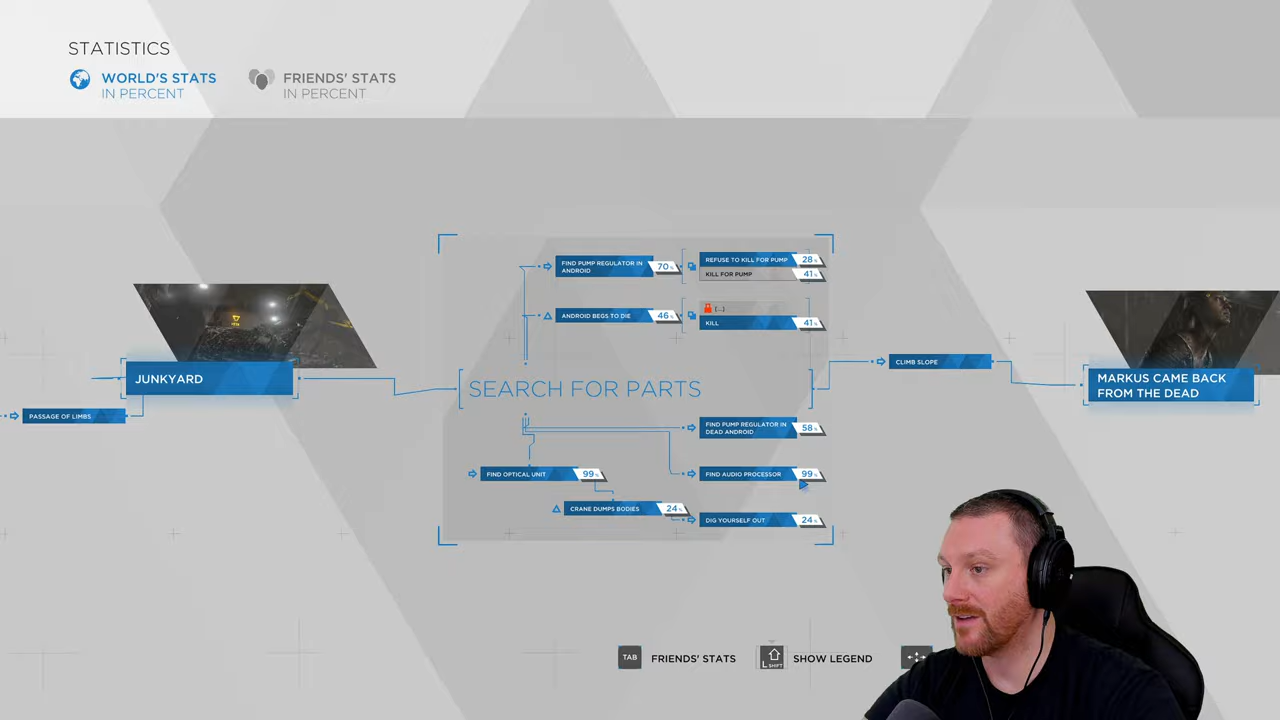 STATISTICS
WORLD'S STATS
IN PERCENT
FRIENDS' STATS
IN PERCENT
FIND PUMP REGULATOR IN
ANDROID
70%
REFUSE TO KILL FOR PUMP
28%
KILL FOR PUMP
41%
ANDROID BEGS TO DIE
46%
(...)
KILL
41%
JUNKYARD
PASSAGE OF LIMBS
SEARCH FOR PARTS
CLIMB SLOPE
MARKUS CAME BACK
FROM THE DEAD
FIND PUMP REGULATOR IN
DEAD ANDROID
58%
FIND OPTICAL UNIT
99%
FIND AUDIO PROCESSOR
99%
CRANE DUMPS BODIES
24%
DIG YOURSELF OUT
24%
TAB
FRIENDS' STATS
L SHIFT
SHOW LEGEND